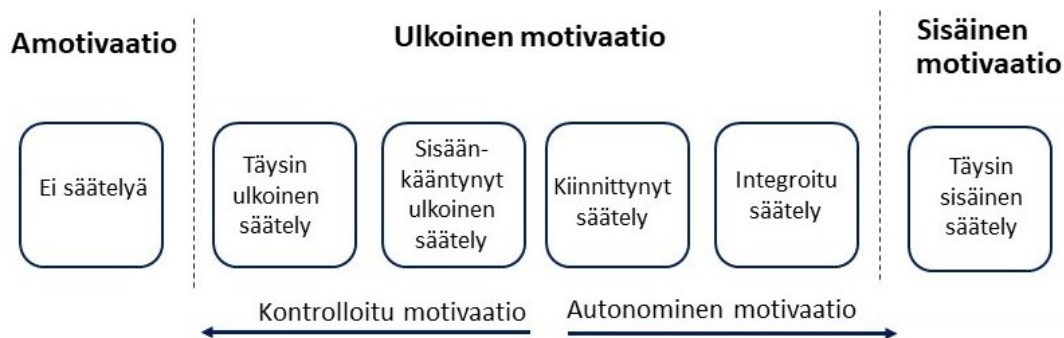 Amotivaatio
Ulkoinen motivaatio
Sisäinen
motivaatio
Ei säätelyä
Täysin
ulkoinen
säätely
Sisään-
kääntynyt
ulkoinen
säätely
Kiinnittynyt
säätely
Integroitu
säätely
Täysin
sisäinen
säätely
Kontrolloitu motivaatio
Autonominen motivaatio